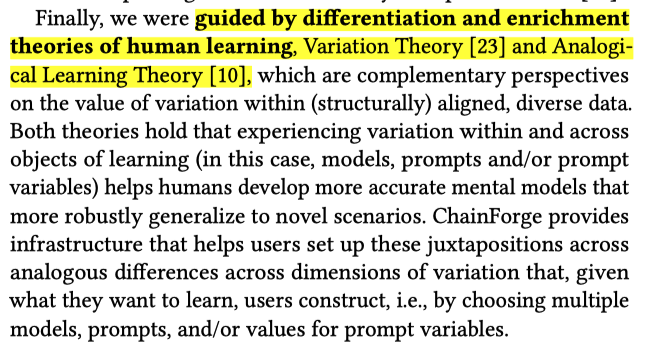 Finally, we were guided by differentiation and enrichment
theories of human learning, Variation Theory [23] and Analogi-
cal Learning Theory [10], which are complementary perspectives
on the value of variation within (structurally) aligned, diverse data.
Both theories hold that experiencing variation within and across
objects of learning (in this case, models, prompts and/or prompt
variables) helps humans develop more accurate mental models that
more robustly generalize to novel scenarios. ChainForge provides
infrastructure that helps users set up these juxtapositions across
analogous differences across dimensions of variation that, given
what they want to learn, users construct, i.e., by choosing multiple
models, prompts, and/or values for prompt variables.